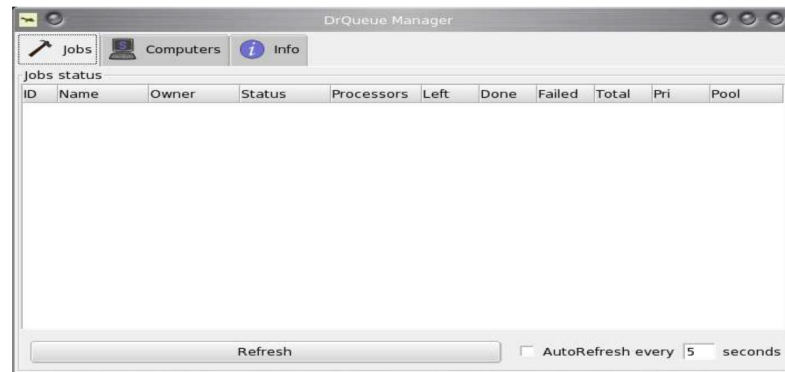 DrQueue Manager
Jobs Computers Info
Jobs status
ID Name Owner Status Processors Left Done Failed Total Pri Pool
Refresh AutoRefresh every 5 seconds